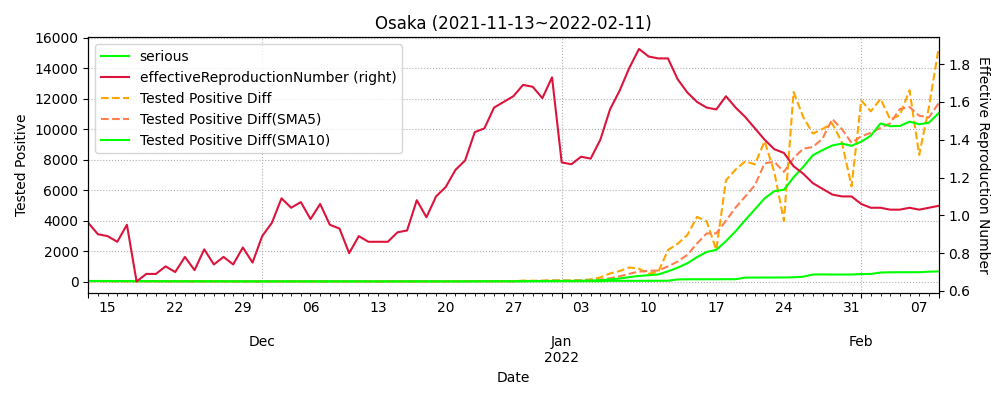 Osaka (2021-11-13~2022-02-11)
serious
effectiveReproductionNumber (right)
Tested Positive Diff
Tested Positive Diff(SMA5)
Tested Positive Diff(SMA10)
Tested Positive
16000
14000
12000
10000
8000
6000
4000
2000
0
Effective Reproduction Number
1.8
1.6
1.4
1.2
1.0
0.8
0.6
15 22 29 06 13 20 27 03 10 17 24 31 07
Dec Jan Feb
2022
Date